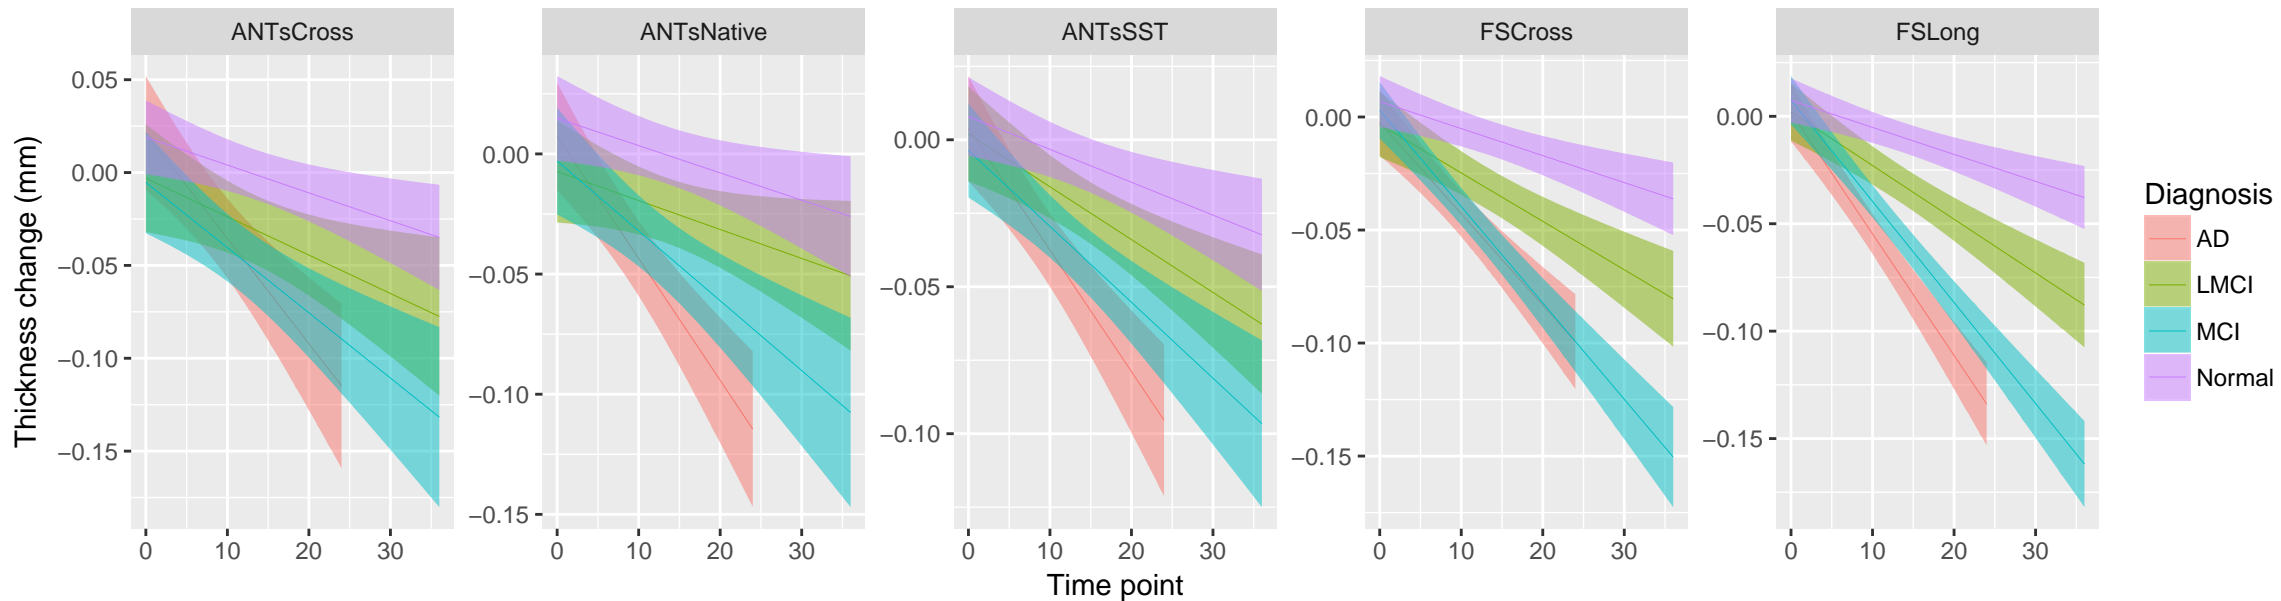 ANTsCross ANTsNative ANTsSST FSCross FSLong
Thickness change (mm)
0.05
0.00
−0.05
−0.10
−0.15
0.00
−0.05
−0.10
−0.15
0.00
−0.05
−0.10
0.00
−0.05
−0.10
−0.15
0.00
−0.05
−0.10
−0.15
0 10 20 30 0 10 20 30 0 10 20 30 0 10 20 30 0 10 20 30
Time point
Diagnosis
AD
LMCI
MCI
Normal